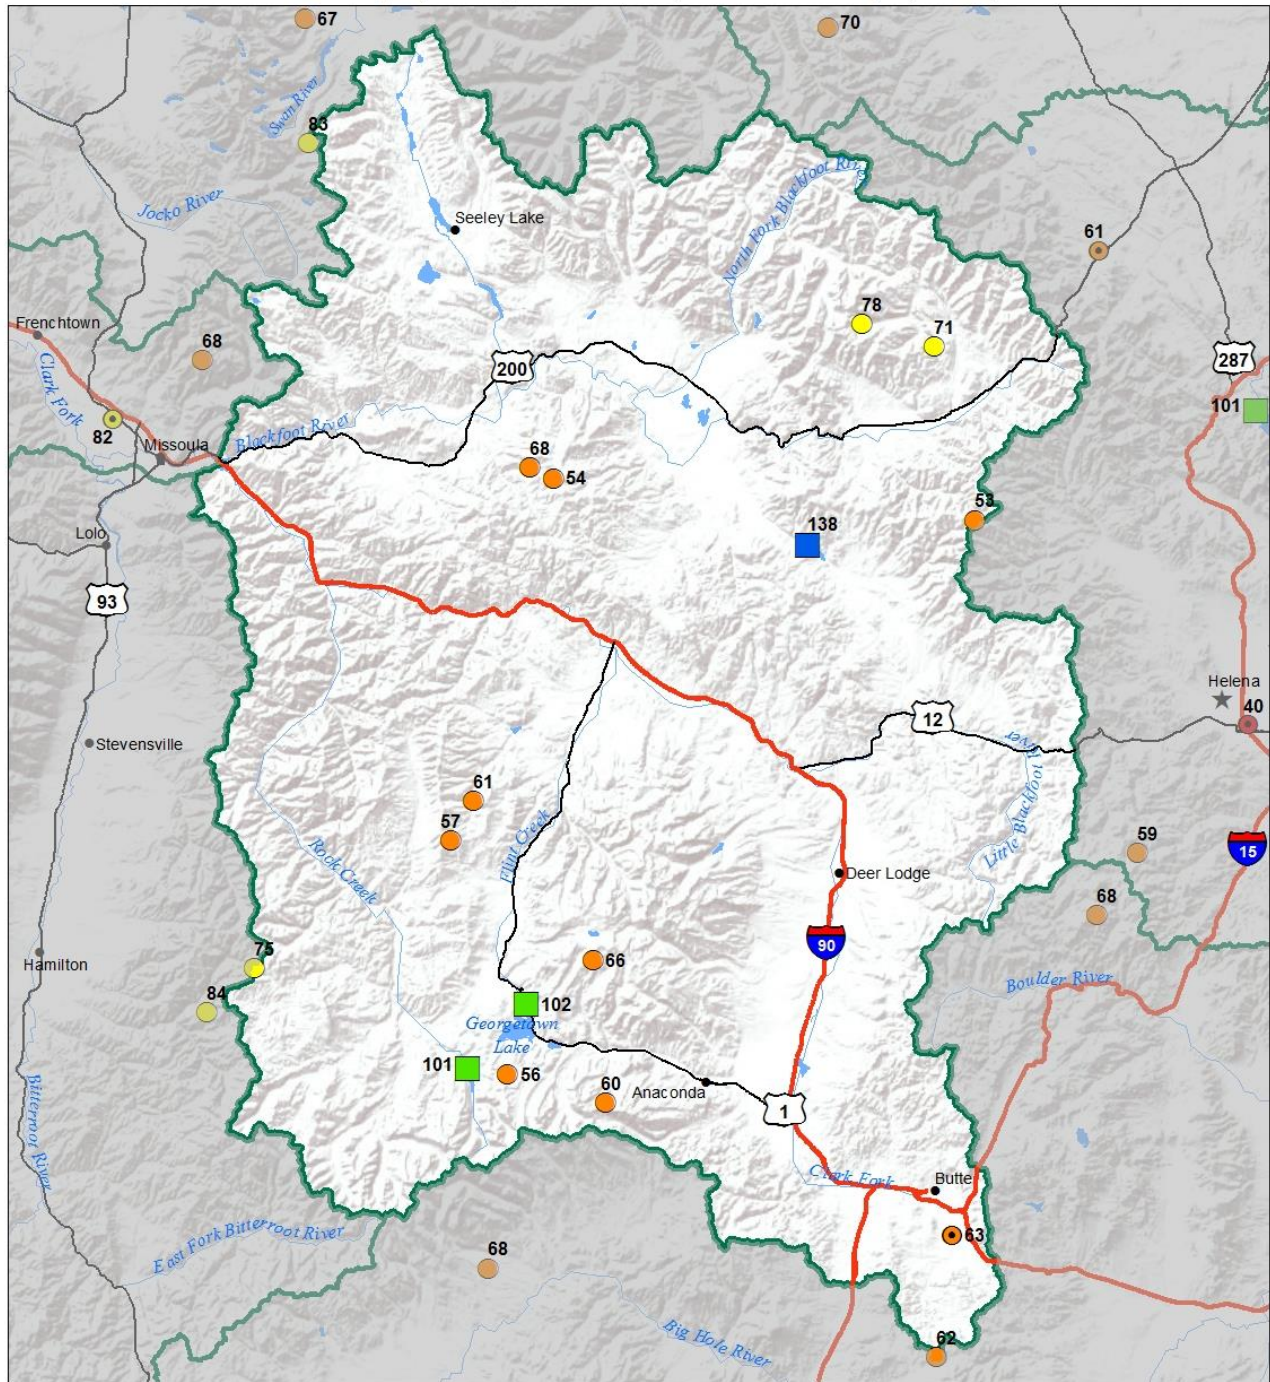 67
70
Swan River
83
Jocko River
Seeley Lake
North Fork Blackfoot River
61
Frenchtown
68
78
71
287
101
200
Clark Fork
82
Missoula
Blackfoot River
68
54
53
138
Lolo
93
Helena
40
12
Stevensville
Little Blackfoot River
61
57
Flint Creek
59
15
Rock Creek
Deer Lodge
68
90
Hamilton
75
66
84
Boulder River
102
Georgetown
Lake
101
56
60
Anaconda
1
Bitterroot River
Clark Fork
Butte
East Fork Bitterroot River
68
63
Big Hole River
62